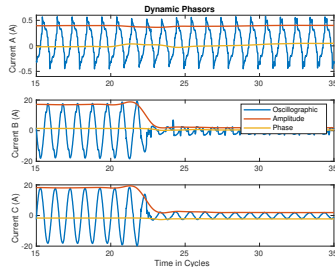 Dynamic Phasors
Current A (A)
0.5
0
-0.5
15 20 25 30 35
Current B (A)
20
0
-20
Oscillographic
Amplitude
Phase
15 20 25 30 35
Current C (A)
20
0
-20
15 20 25 30 35
Time in Cycles